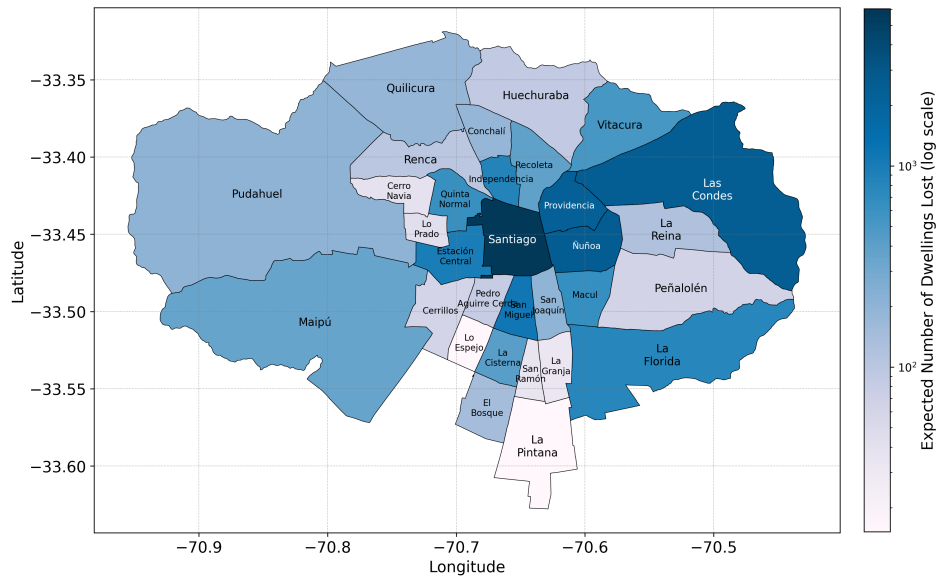 −33.35
−33.40
−33.45
−33.50
−33.55
−33.60
Latitude
−70.9
−70.8
−70.7
−70.6
−70.5
Longitude
Quilicura
Huechuraba
Vitacura
Conchalí
Recoleta
Renca
Independencia
Las
Condes
Pudahuel
Cerro
Navia
Quinta
Normal
Providencia
Lo
Prado
La
Reina
Santiago
Ñuñoa
Estación
Central
Peñalolén
Macul
Pedro
Aguirre Cerda
San
Miguel
San
Joaquín
Cerrillos
Maipú
Lo
Espejo
La
Cisterna
San
Ramón
La
Granja
La
Florida
El
Bosque
La
Pintana
10³
10²
Expected Number of Dwellings Lost (log scale)